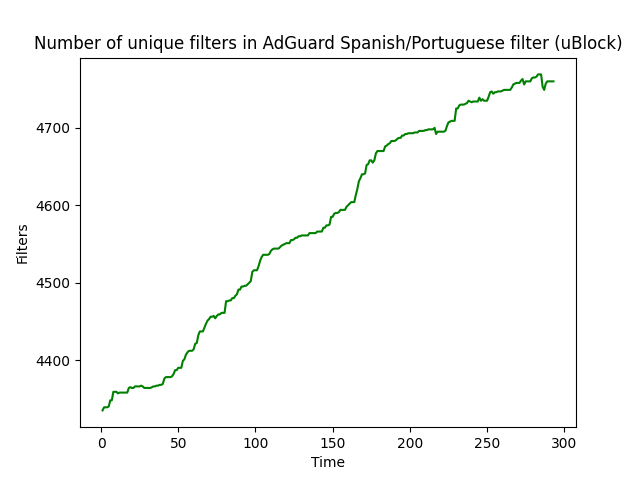 Number of unique filters in AdGuard Spanish/Portuguese filter (uBlock)
4700
4600
4500
4400
Filters
0 50 100 150 200 250 300
Time